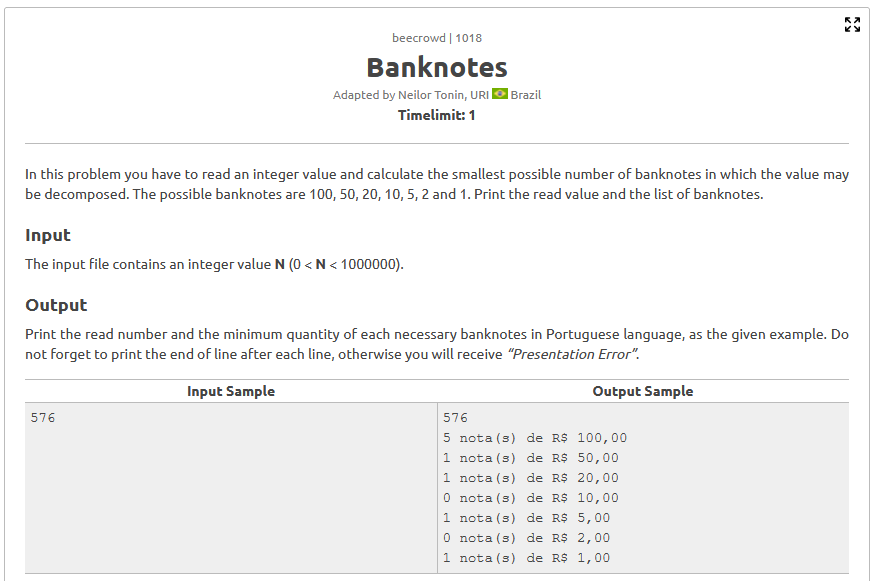 beecrowd | 1018
Banknotes
Adapted by Neilor Tonin, URI Brazil
Timelimit: 1
In this problem you have to read an integer value and calculate the smallest possible number of banknotes in which the value may
be decomposed. The possible banknotes are 100, 50, 20, 10, 5, 2 and 1. Print the read value and the list of banknotes.
Input
The input file contains an integer value N (0 < N < 1000000).
Output
Print the read number and the minimum quantity of each necessary banknotes in Portuguese language, as the given example. Do
not forget to print the end of line after each line, otherwise you will receive “Presentation Error”.
Input Sample
Output Sample
576
576
5 nota(s) de R$ 100,00
1 nota(s) de R$ 50,00
1 nota(s) de R$ 20,00
0 nota(s) de R$ 10,00
1 nota(s) de R$ 5,00
0 nota(s) de R$ 2,00
1 nota(s) de R$ 1,00